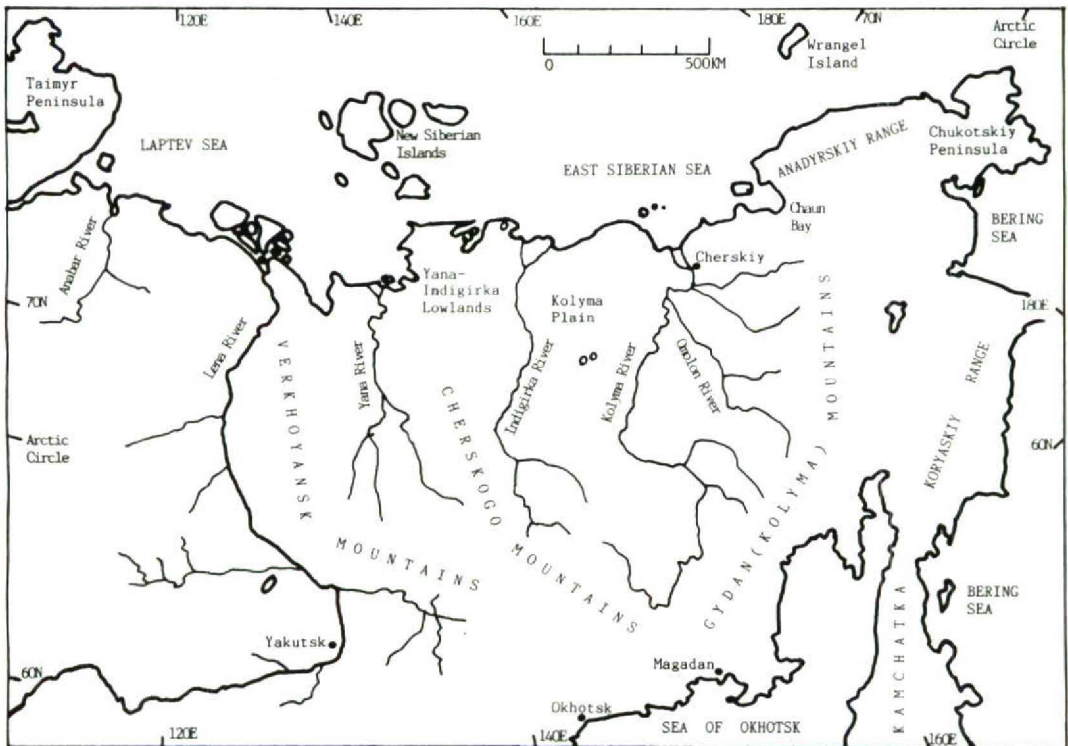 120E
140E
160E
180E
70N
Arctic
Circle
0
500KM
Wrangel
Island
Taimyr
Peninsula
LAPTEV SEA
New Siberian
Islands
EAST SIBERIAN SEA
ANADYRSKIY RANGE
Chukotskiy
Peninsula
Chaun
Bay
BERING
SEA
Anabar River
Cherskiy
Yana-
Indigirka
Lowlands
Kolyma
Plain
70N
180E
Lena River
Yana River
Indigirka River
Kolyma River
Omolon River
VERKHOYANSK
MOUNTAINS
CHERSKOGO
MOUNTAINS
GYDAN (KOLYMA) MOUNTAINS
KORYASKIY RANGE
Arctic
Circle
60N
BERING
SEA
KAMCHATKA
Yakutsk
60N
Magadan
Okhotsk
SEA OF OKHOTSK
120E
140E
160E